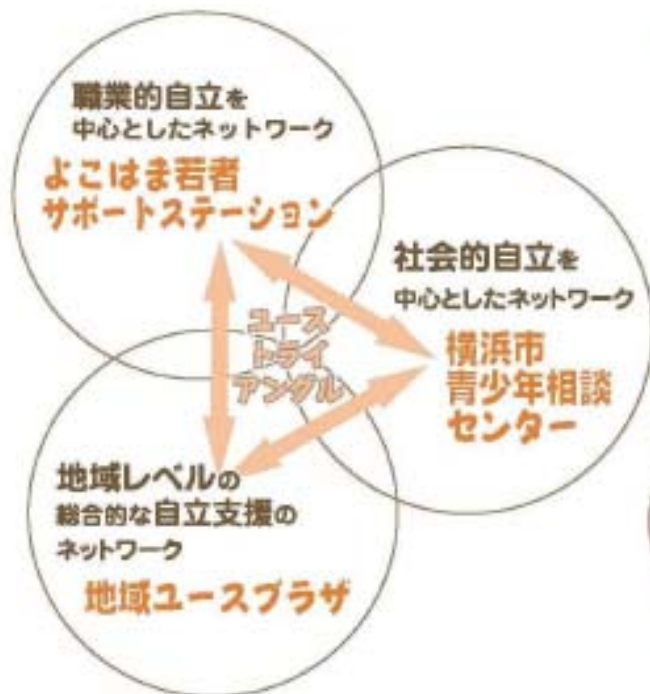 職業的自立を
中心としたネットワーク
よこはま若者
サポートステーション
社会的自立を
中心としたネットワーク
横浜市
青少年相談
センター
ユース
トライ
アングル
地域レベルの
総合的な自立支援の
ネットワーク
地域ユースプラザ